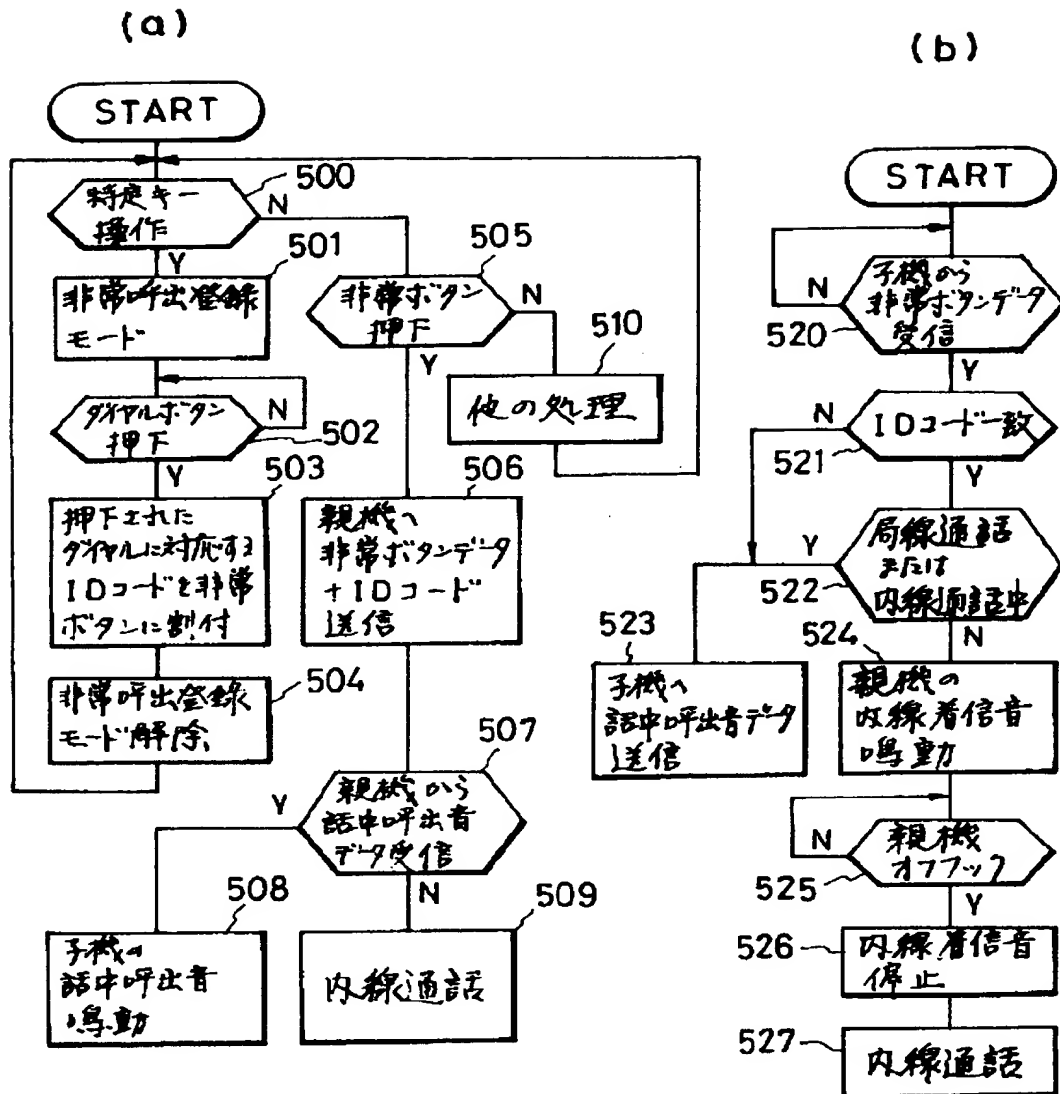 (a)
START
500
特定キー
操作
N
Y
501
非常呼出登録
モード
ダイヤルボタン
押下
N
502
Y
503
押下された
ダイヤルに対応する
IDコードを非常
ボタンに割付
504
非常呼出登録
モード解除
505
非常ボタン
押下
N
Y
510
他の処理
506
親機へ
非常ボタンデータ
+IDコード
送信
507
親機から
話中呼出音
データ受信
Y
N
508
子機の
話中呼出音
鳴動
509
内線通話
(b)
START
子機から
非常ボタンデータ
受信
N
520
Y
IDコード一致
N
521
Y
局線通話
または
内線通話中
Y
522
N
523
子機へ
話中呼出音データ
送信
524
親機の
内線着信音
鳴動
親機
オフフック
N
525
Y
526
内線着信音
停止
527
内線通話